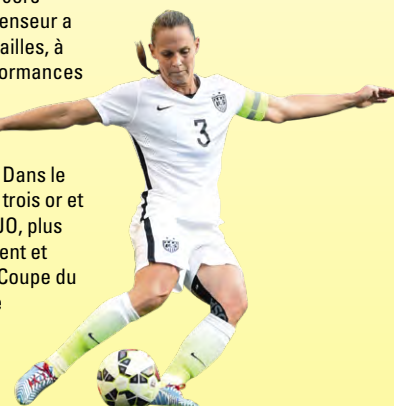 enseur a
ailles, à
ormances
Dans le
trois or et
JO, plus
ent et
Coupe du
3